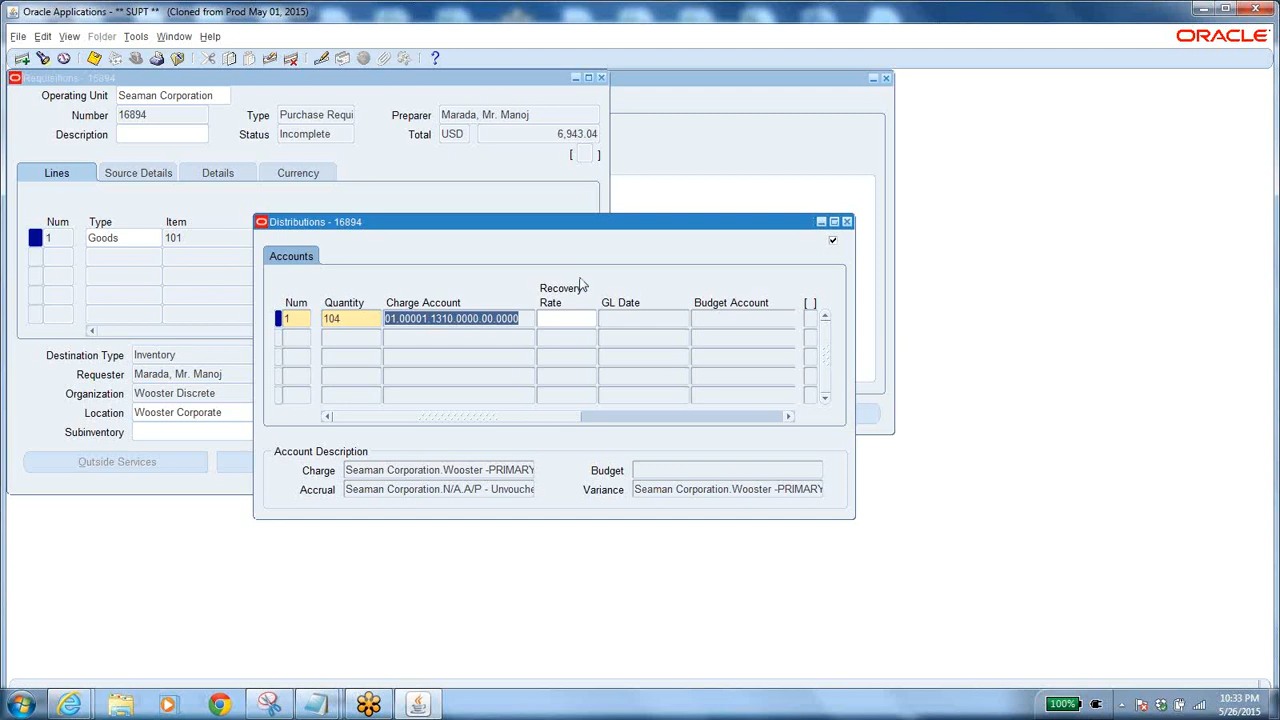 Oracle Applications - ** SUPT ** (Cloned from Prod May 01, 2015)
File Edit View Folder Tools Window Help
ORACLE
Requisitions - 16894
Operating Unit Seaman Corporation
Number 16894 Type Purchase Requi Preparer Marada, Mr. Manoj
Description Status Incomplete Total USD 6,943.04
[ ]
Lines Source Details Details Currency
Num Type Item
1 Goods 101
Distributions - 16894
Accounts
Recovery
Num Quantity Charge Account Rate GL Date Budget Account [ ]
1 104 01.00001.1310.0000.00.0000
Destination Type Inventory
Requester Marada, Mr. Manoj
Organization Wooster Discrete
Location Wooster Corporate
Subinventory
Outside Services
Account Description
Charge Seaman Corporation.Wooster -PRIMARY Budget
Accrual Seaman Corporation.N/A.A/P - Unvouche Variance Seaman Corporation.Wooster -PRIMARY
100%
10:33 PM
5/26/2015